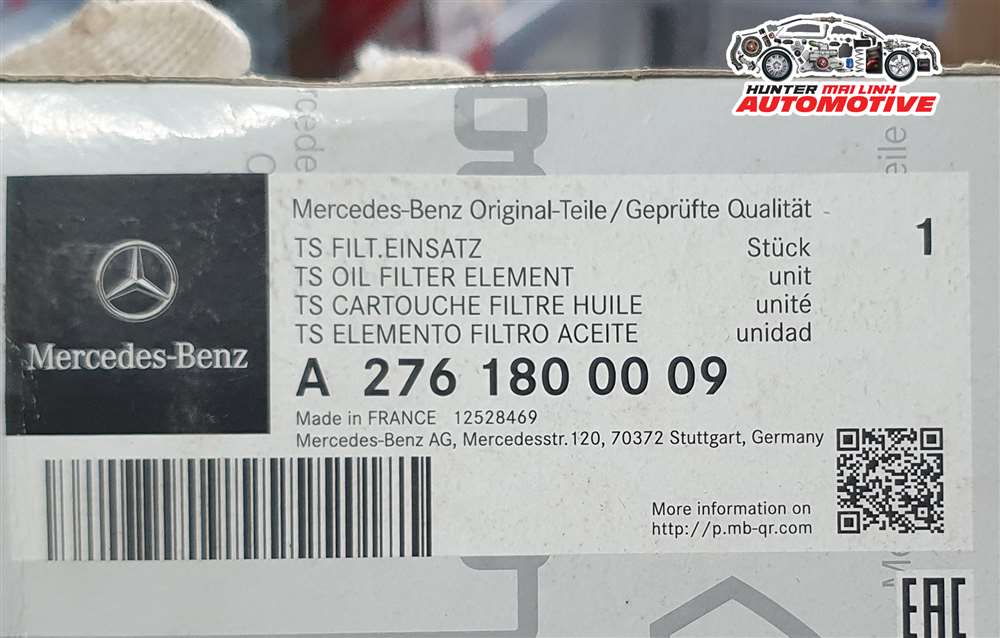 HUNTER MAI LINH
AUTOMOTIVE
Mercedes-Benz Original-Teile/Geprüfte Qualität
1
TS FILT.EINSATZ Stück
TS OIL FILTER ELEMENT unit
TS CARTOUCHE FILTRE HUILE unité
TS ELEMENTO FILTRO ACEITE unidad
Mercedes-Benz
A 276 180 00 09
Made in FRANCE 12528469
Mercedes-Benz AG, Mercedesstr.120, 70372 Stuttgart, Germany
More information on
http://p.mb-qr.com
EAC